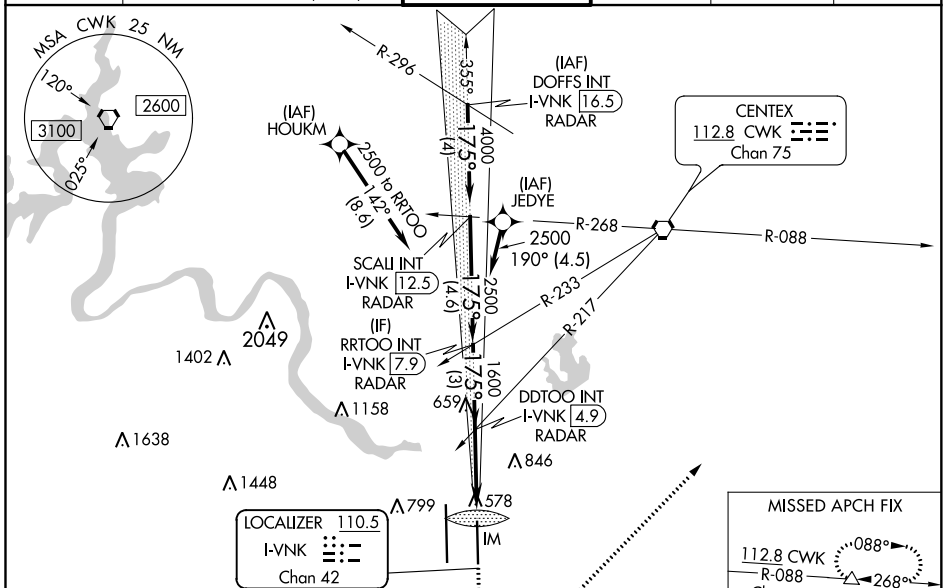 MSA CWK 25 NM
120°
2600
3100
025°
R-296
355°
(IAF)
DOFFS INT
I-VNK 16.5
RADAR
4000
175°
(4)
(IAF)
HOUKM
2500 to RRTOO
142°
(8.6)
CENTEX
112.8 CWK
Chan 75
(IAF)
JEDYE
R-268
R-088
2500
190° (4.5)
SCALI INT
I-VNK 12.5
RADAR
2500
175°
(4.6)
R-233
R-217
(IF)
RRTOO INT
I-VNK 7.9
RADAR
1600
175°
(3)
DDTOO INT
I-VNK 4.9
RADAR
2049
1402
1158
659
1638
846
1448
799
578
IM
LOCALIZER 110.5
I-VNK
Chan 42
MISSED APCH FIX
112.8 CWK
088°
R-088
268°